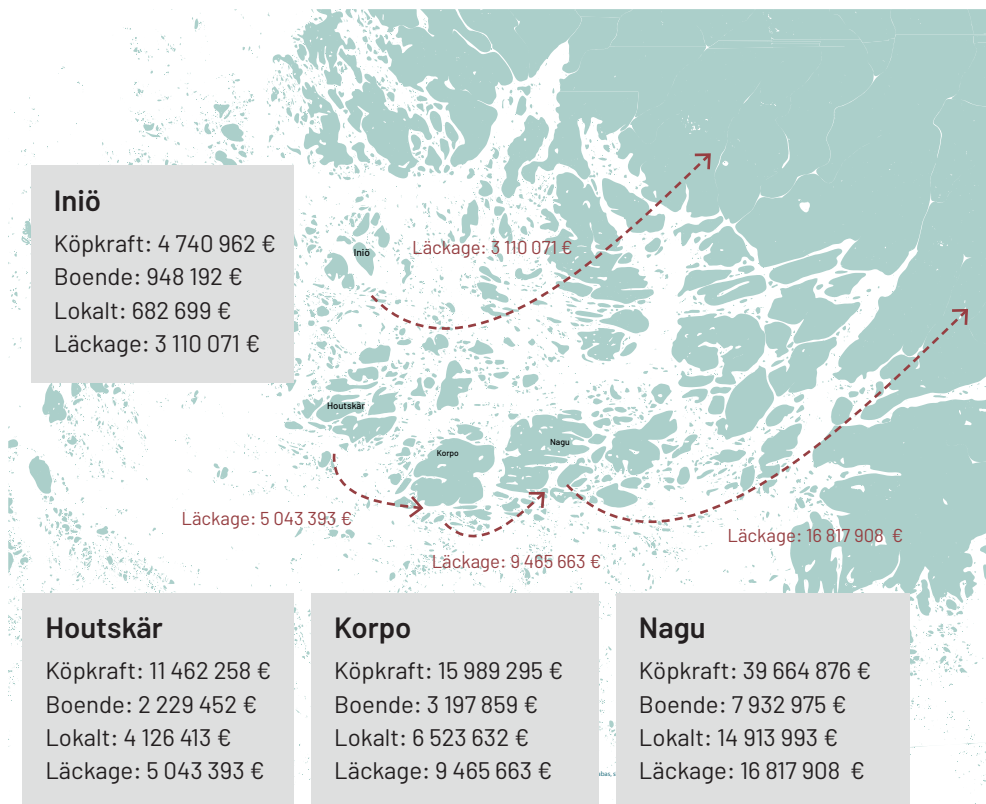 Iniö
Köpkraft: 4 740 962 €
Boende: 948 192 €
Lokalt: 682 699 €
Läckage: 3 110 071 €
Iniö
Läckage: 3 110 071 €
Houtskär
Korpo
Nagu
Läckage: 5 043 393 €
Läckage: 9 465 663 €
Läckage: 16 817 908 €
Houtskär
Köpkraft: 11 462 258 €
Boende: 2 229 452 €
Lokalt: 4 126 413 €
Läckage: 5 043 393 €
Korpo
Köpkraft: 15 989 295 €
Boende: 3 197 859 €
Lokalt: 6 523 632 €
Läckage: 9 465 663 €
Nagu
Köpkraft: 39 664 876 €
Boende: 7 932 975 €
Lokalt: 14 913 993 €
Läckage: 16 817 908 €